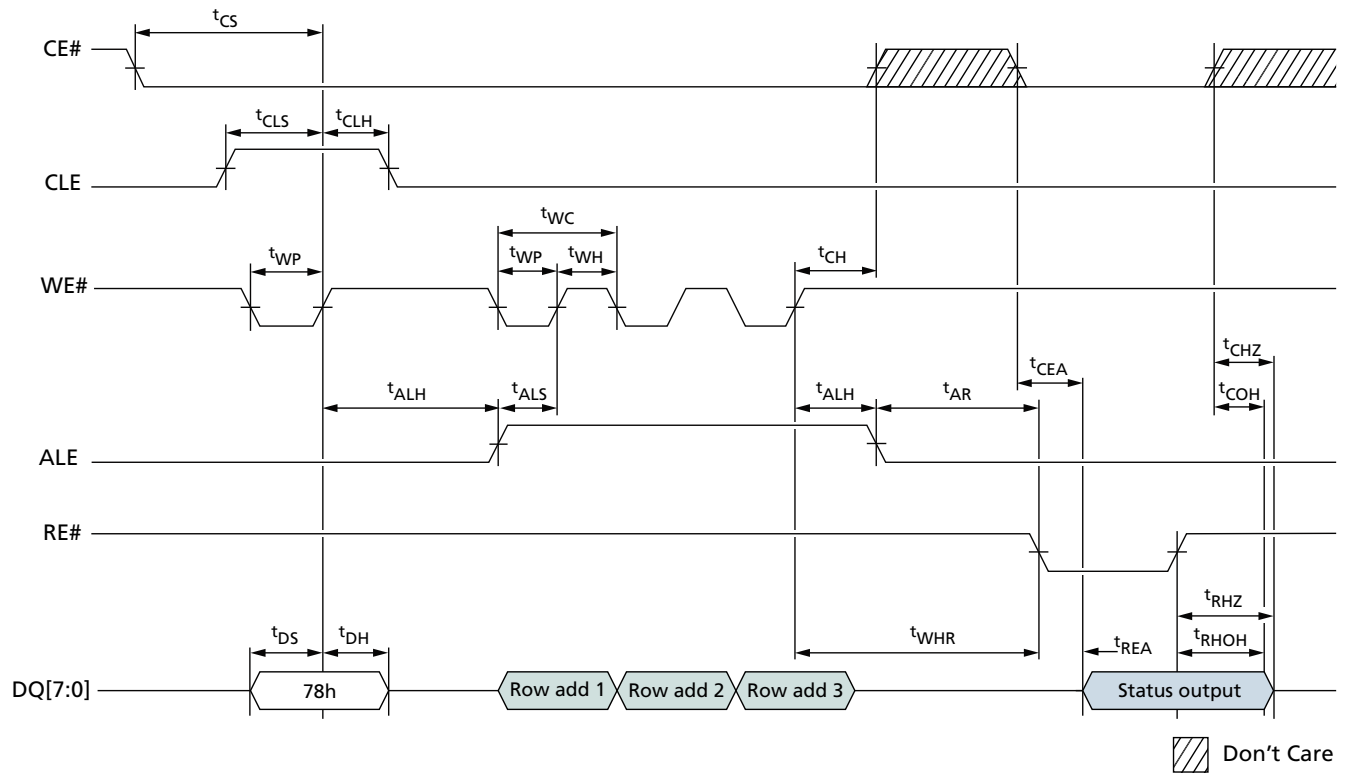 tCS
CE#
tCLS tCLH
CLE
tWC
tWP tWP tWH tCH
WE#
tCHZ
tCEA
tALH tALS tALH tAR tCOH
ALE
RE#
tRHZ
tDS tDH tWHR tREA tRHOH
DQ[7:0] 78h Row add 1 Row add 2 Row add 3 Status output
Don't Care